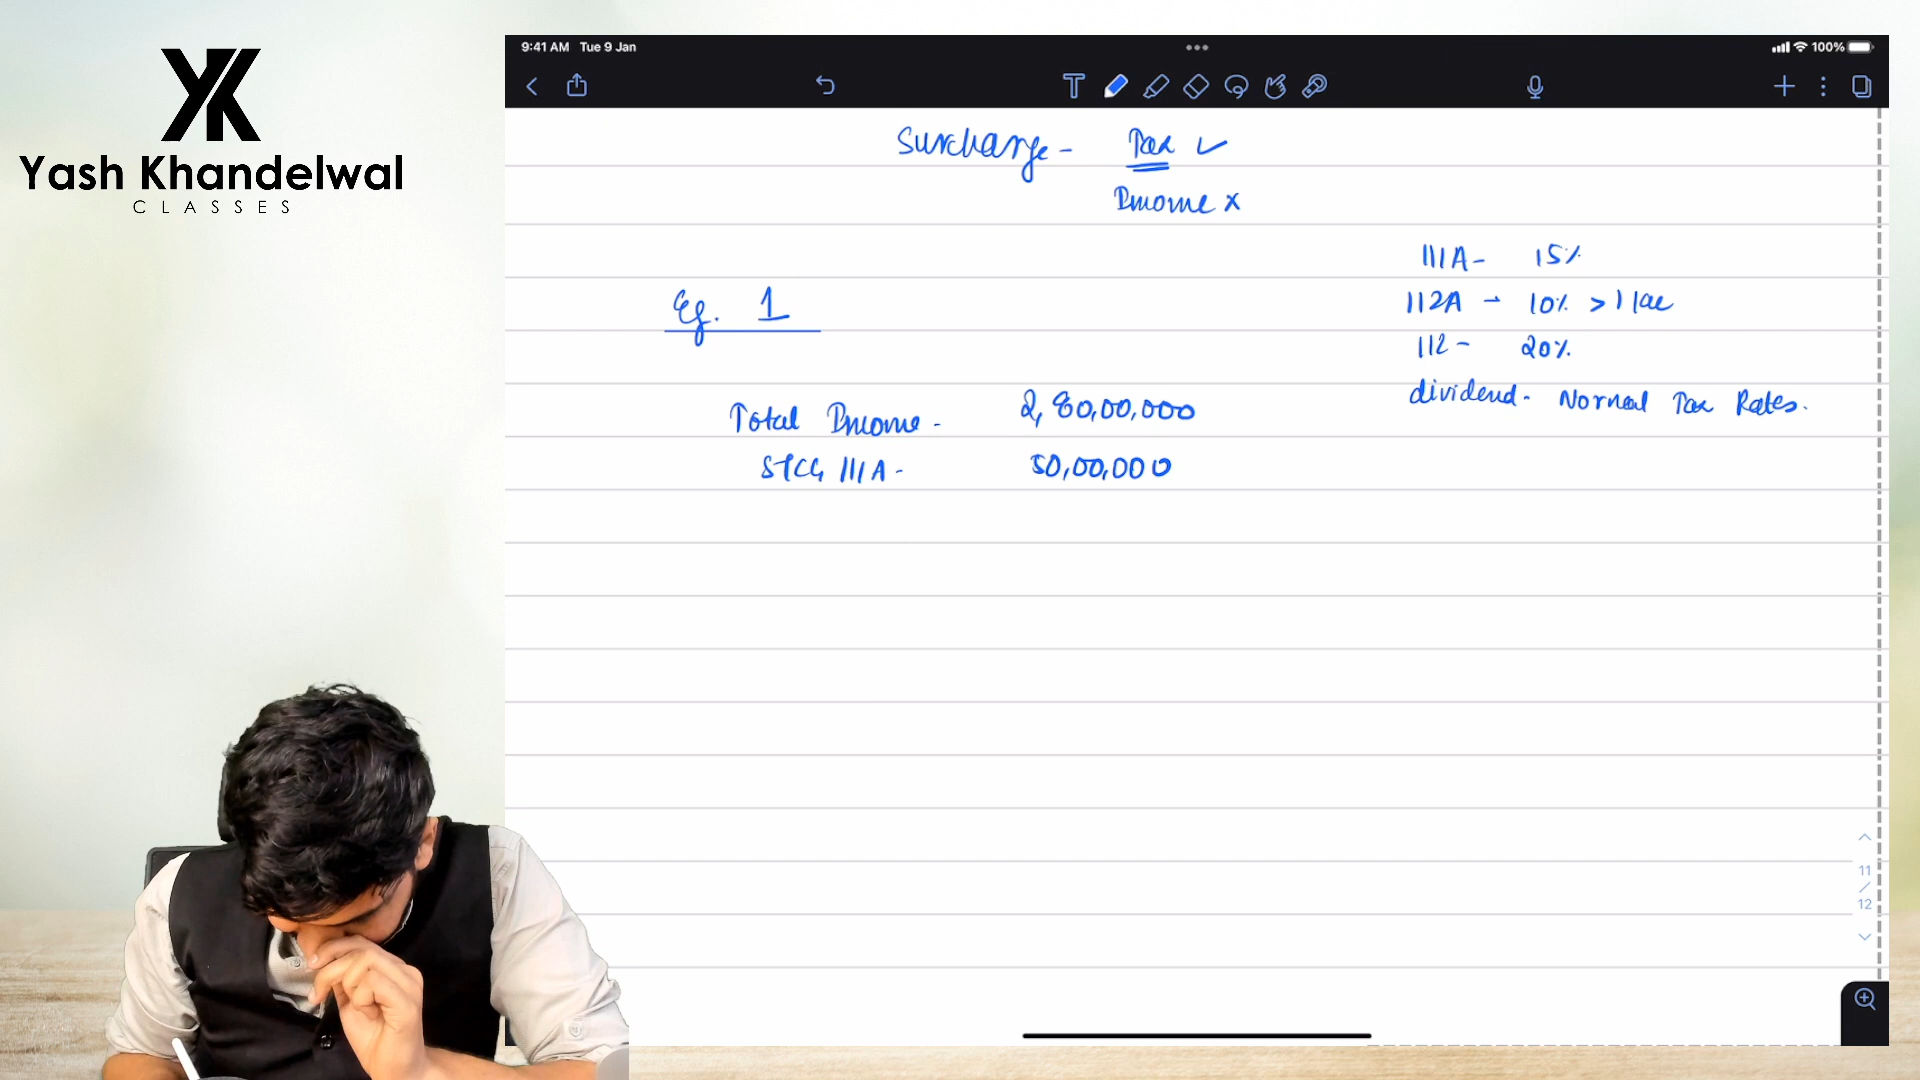 YK
Yash Khandelwal
CLASSES
9:41 AM Tue 9 Jan
100%
Surcharge - Tax ✓
Income x
111A - 15%
112A - 10% > 1 lac
112 - 20%
dividend - Normal Tax Rates.
Eg. 1
Total Income - 2,80,00,000
STCG 111A - 50,00,000
11
/
12